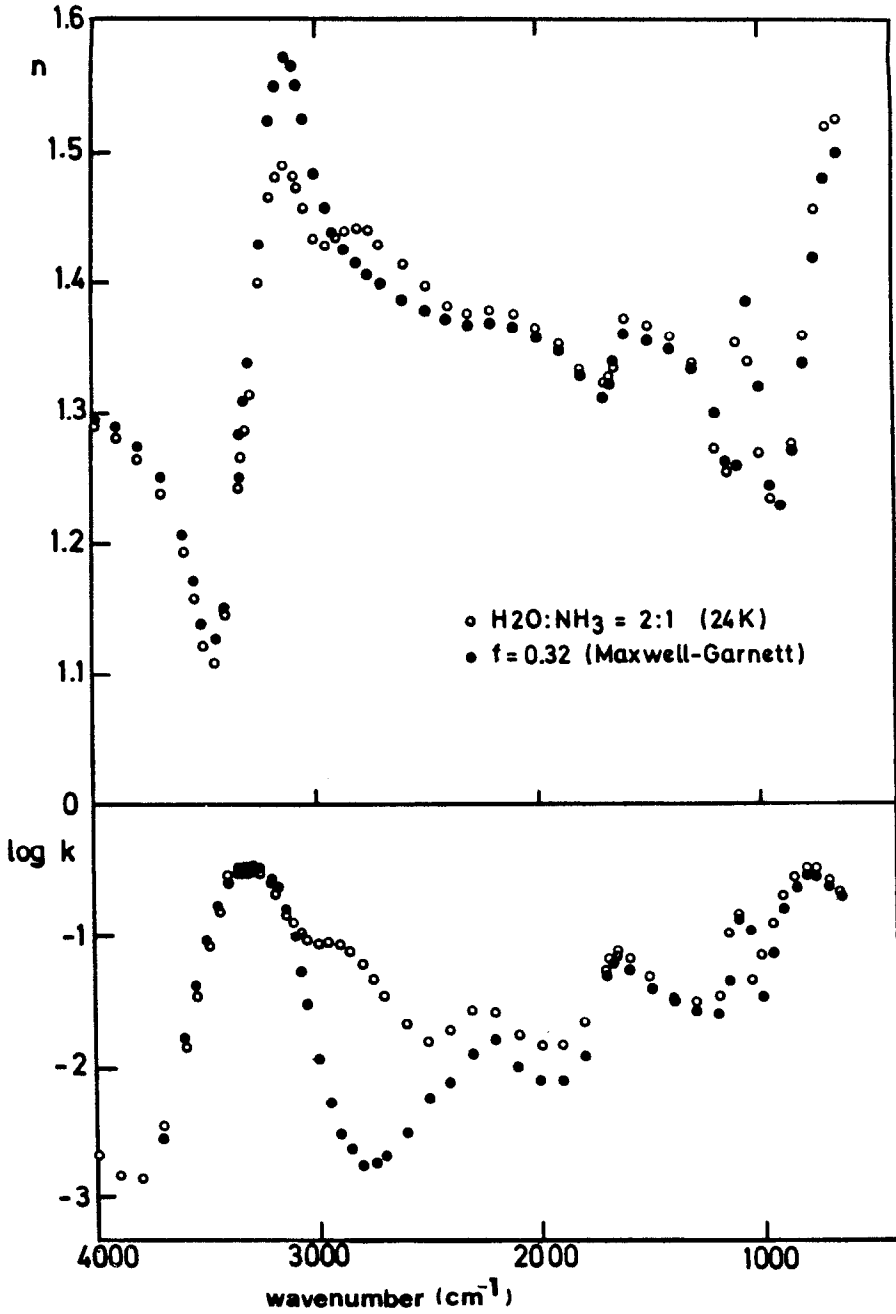 1.6
n
1.5
1.4
1.3
1.2
1.1
o H2O:NH3 = 2:1 (24K)
• f=0.32 (Maxwell-Garnett)
0
log k
-1
-2
-3
4000 3000 2000 1000
wavenumber (cm-1)